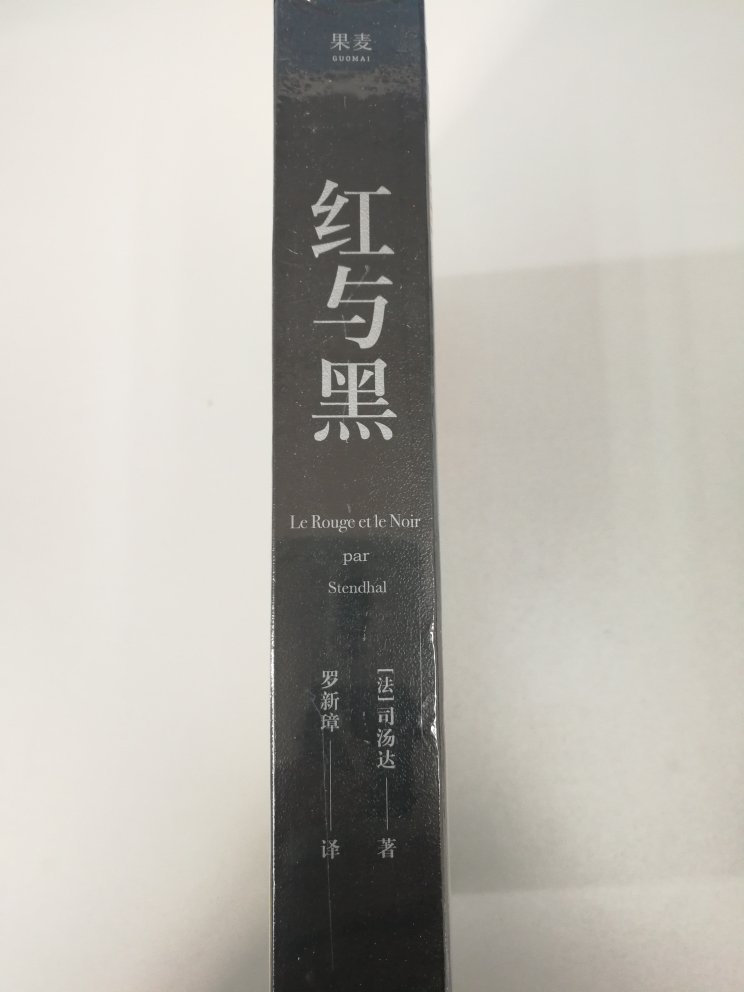 果麦
GUOMAI
红与黑
Le Rouge et le Noir
par
Stendhal
[法]司汤达——著
罗新璋——译